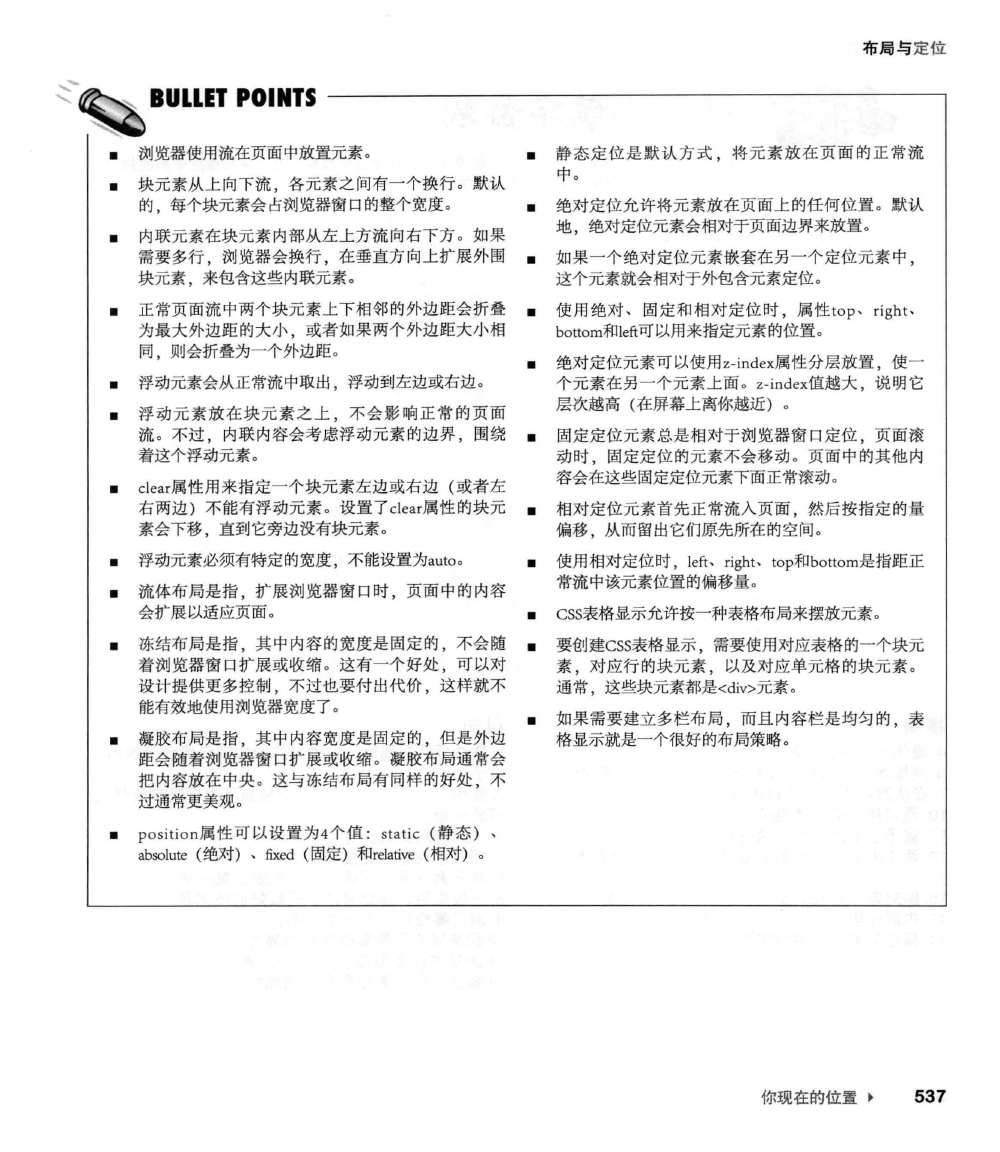 布局与定位
BULLET POINTS
■ 浏览器使用流在页面中放置元素。
■ 块元素从上向下流，各元素之间有一个换行。默认
的，每个块元素会占浏览器窗口的整个宽度。
■ 内联元素在块元素内部从左上方流向右下方。如果
需要多行，浏览器会换行，在垂直方向上扩展外围
块元素，来包含这些内联元素。
■ 正常页面流中两个块元素上下相邻的外边距会折叠
为最大外边距的大小，或者如果两个外边距大小相
同，则会折叠为一个外边距。
■ 浮动元素会从正常流中取出，浮动到左边或右边。
■ 浮动元素放在块元素之上，不会影响正常的页面
流。不过，内联内容会考虑浮动元素的边界，围绕
着这个浮动元素。
■ clear属性用来指定一个块元素左边或右边（或者左
右两边）不能有浮动元素。设置了clear属性的块元
素会下移，直到它旁边没有块元素。
■ 浮动元素必须有特定的宽度，不能设置为auto。
■ 流体布局是指，扩展浏览器窗口时，页面中的内容
会扩展以适应页面。
■ 冻结布局是指，其中内容的宽度是固定的，不会随
着浏览器窗口扩展或收缩。这有一个好处，可以对
设计提供更多控制，不过也要付出代价，这样就不
能有效地使用浏览器宽度了。
■ 凝胶布局是指，其中内容宽度是固定的，但是外边
距会随着浏览器窗口扩展或收缩。凝胶布局通常会
把内容放在中央。这与冻结布局有同样的好处，不
过通常更美观。
■ position属性可以设置为4个值：static（静态）、
absolute（绝对）、fixed（固定）和relative（相对）。
■ 静态定位是默认方式，将元素放在页面的正常流
中。
■ 绝对定位允许将元素放在页面上的任何位置。默认
地，绝对定位元素会相对于页面边界来放置。
■ 如果一个绝对定位元素嵌套在另一个定位元素中，
这个元素就会相对于外包含元素定位。
■ 使用绝对、固定和相对定位时，属性top、right、
bottom和left可以用来指定元素的位置。
■ 绝对定位元素可以使用z-index属性分层放置，使一
个元素在另一个元素上面。z-index值越大，说明它
层次越高（在屏幕上离你越近）。
■ 固定定位元素总是相对于浏览器窗口定位，页面滚
动时，固定定位的元素不会移动。页面中的其他内
容会在这些固定定位元素下面正常滚动。
■ 相对定位元素首先正常流入页面，然后按指定的量
偏移，从而留出它们原先所在的空间。
■ 使用相对定位时，left、right、top和bottom是指距正
常流中该元素位置的偏移量。
■ CSS表格显示允许按一种表格布局来摆放元素。
■ 要创建CSS表格显示，需要使用对应表格的一个块元
素，对应行的块元素，以及对应单元格的块元素。
通常，这些块元素都是<div>元素。
■ 如果需要建立多栏布局，而且内容栏是均匀的，表
格显示就是一个很好的布局策略。
你现在的位置 ▸ 537